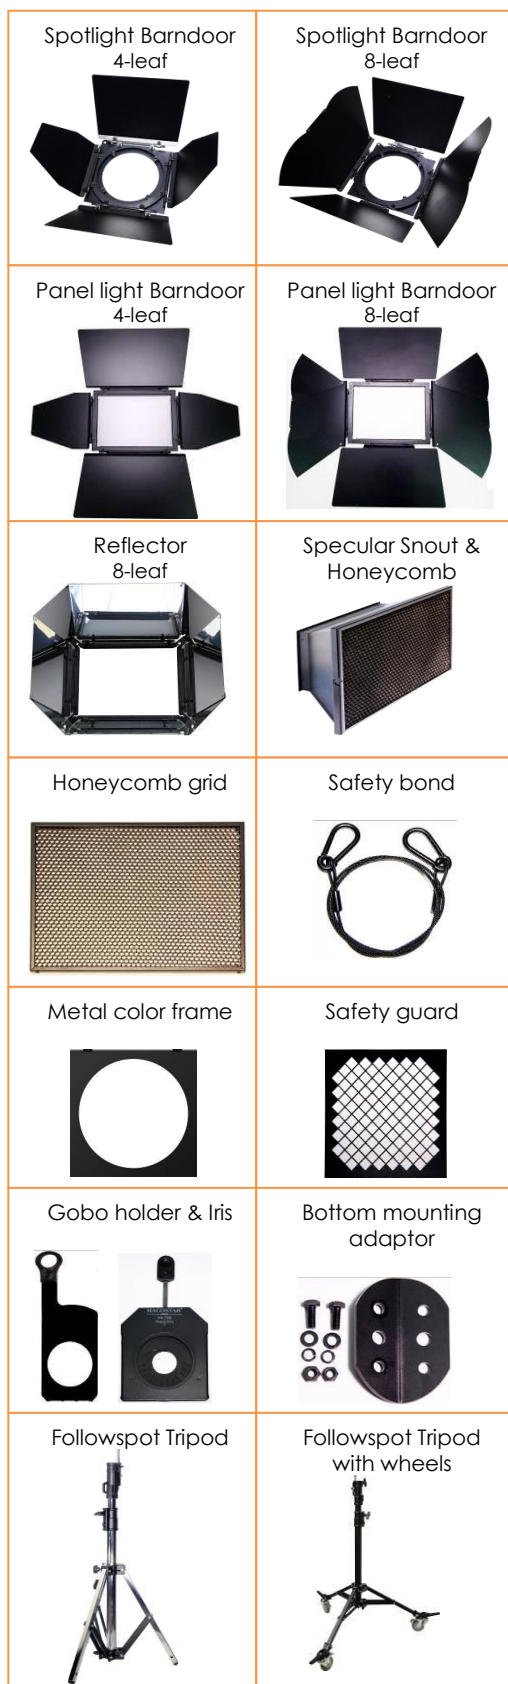 Spotlight Barndoor
4-leaf
Spotlight Barndoor
8-leaf
Panel light Barndoor
4-leaf
Panel light Barndoor
8-leaf
Reflector
8-leaf
Specular Snout &
Honeycomb
Honeycomb grid
Safety bond
Metal color frame
Safety guard
Gobo holder & Iris
Bottom mounting
adaptor
Followspot Tripod
Followspot Tripod
with wheels